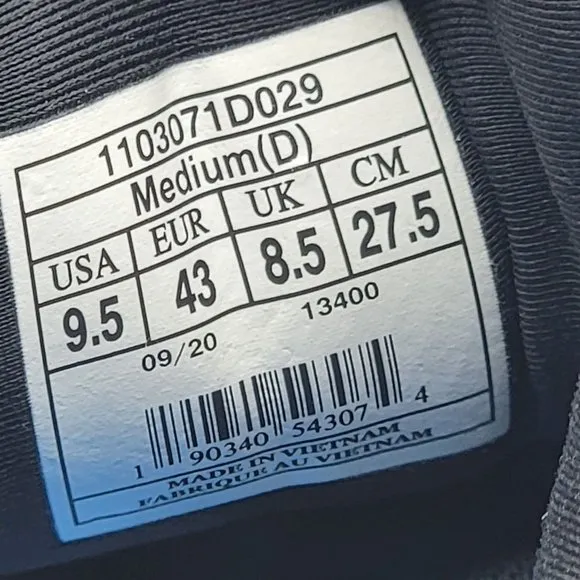 1103071D029
Medium(D)
USA EUR UK CM
9.5 43 8.5 27.5
09/20 13400
1 90340 54307 4
MADE IN VIETNAM
FABRIQUE AU VIETNAM